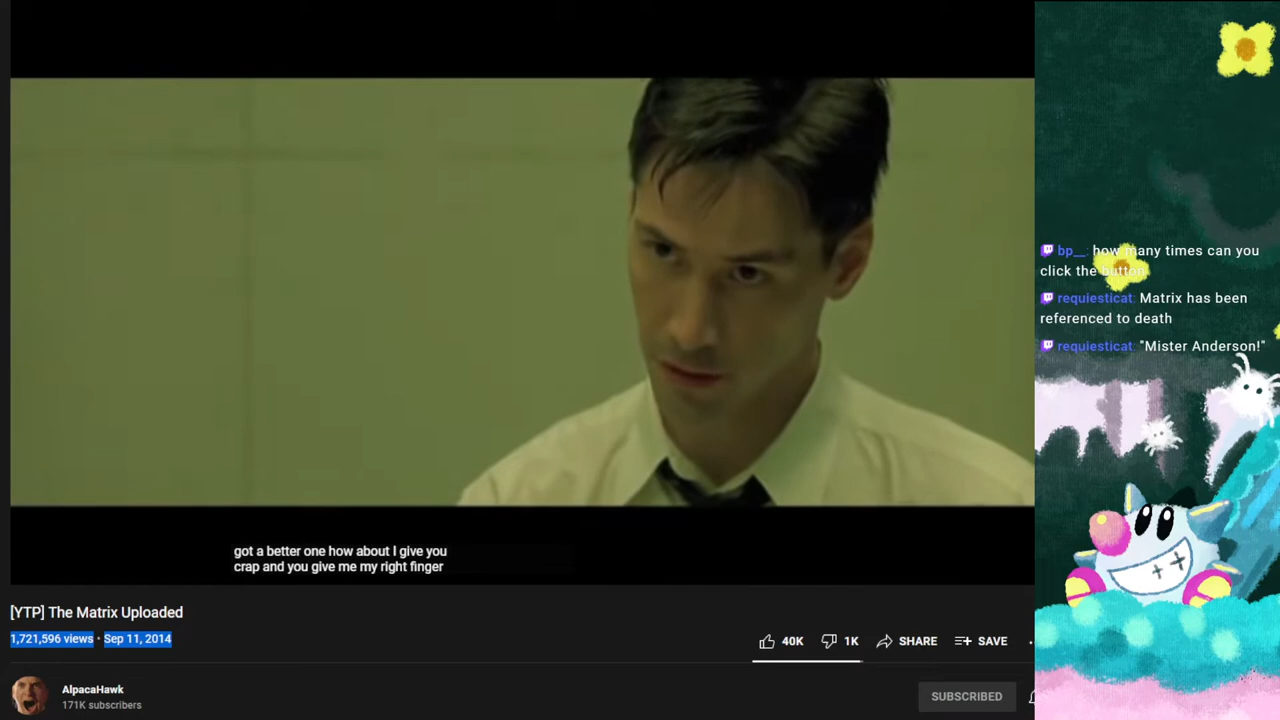 bp__: how many times can you
click the button
requiesticat: Matrix has been
referenced to death
requiesticat: "Mister Anderson!"
got a better one how about I give you
crap and you give me my right finger
[YTP] The Matrix Uploaded
1,721,596 views • Sep 11, 2014
40K 1K SHARE SAVE
AlpacaHawk
171K subscribers
SUBSCRIBED